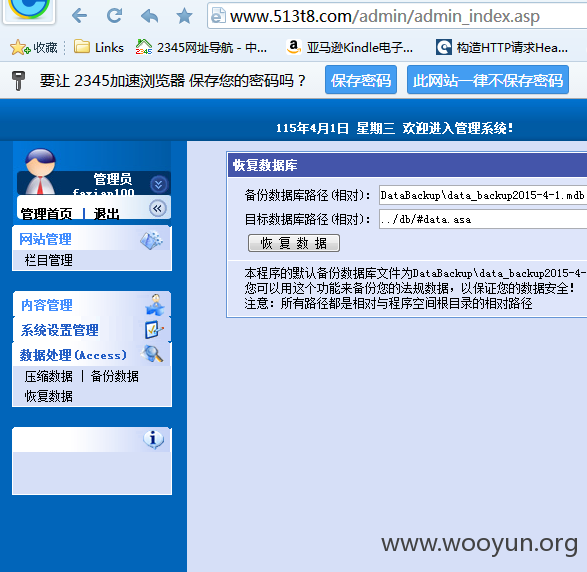 www.513t8.com/admin/admin_index.asp
收藏 Links 2345网址导航 - 中... 亚马逊Kindle电子... 构造HTTP请求Hea...
要让 2345加速浏览器 保存您的密码吗？ 保存密码 此网站一律不保存密码
115年4月1日 星期三 欢迎进入管理系统！
管理员
faxian100
管理首页 | 退出
网站管理
栏目管理
内容管理
系统设置管理
数据处理(Access)
压缩数据 | 备份数据
恢复数据
恢复数据库
备份数据库路径(相对)： DataBackup\data_backup2015-4-1.mdb
目标数据库路径(相对)： ../db/#data.asa
恢 复 数 据
本程序的默认备份数据库文件为DataBackup\data_backup2015-4-
您可以用这个功能来备份您的法规数据，以保证您的数据安全！
注意：所有路径都是相对与程序空间根目录的相对路径
www.wooyun.org